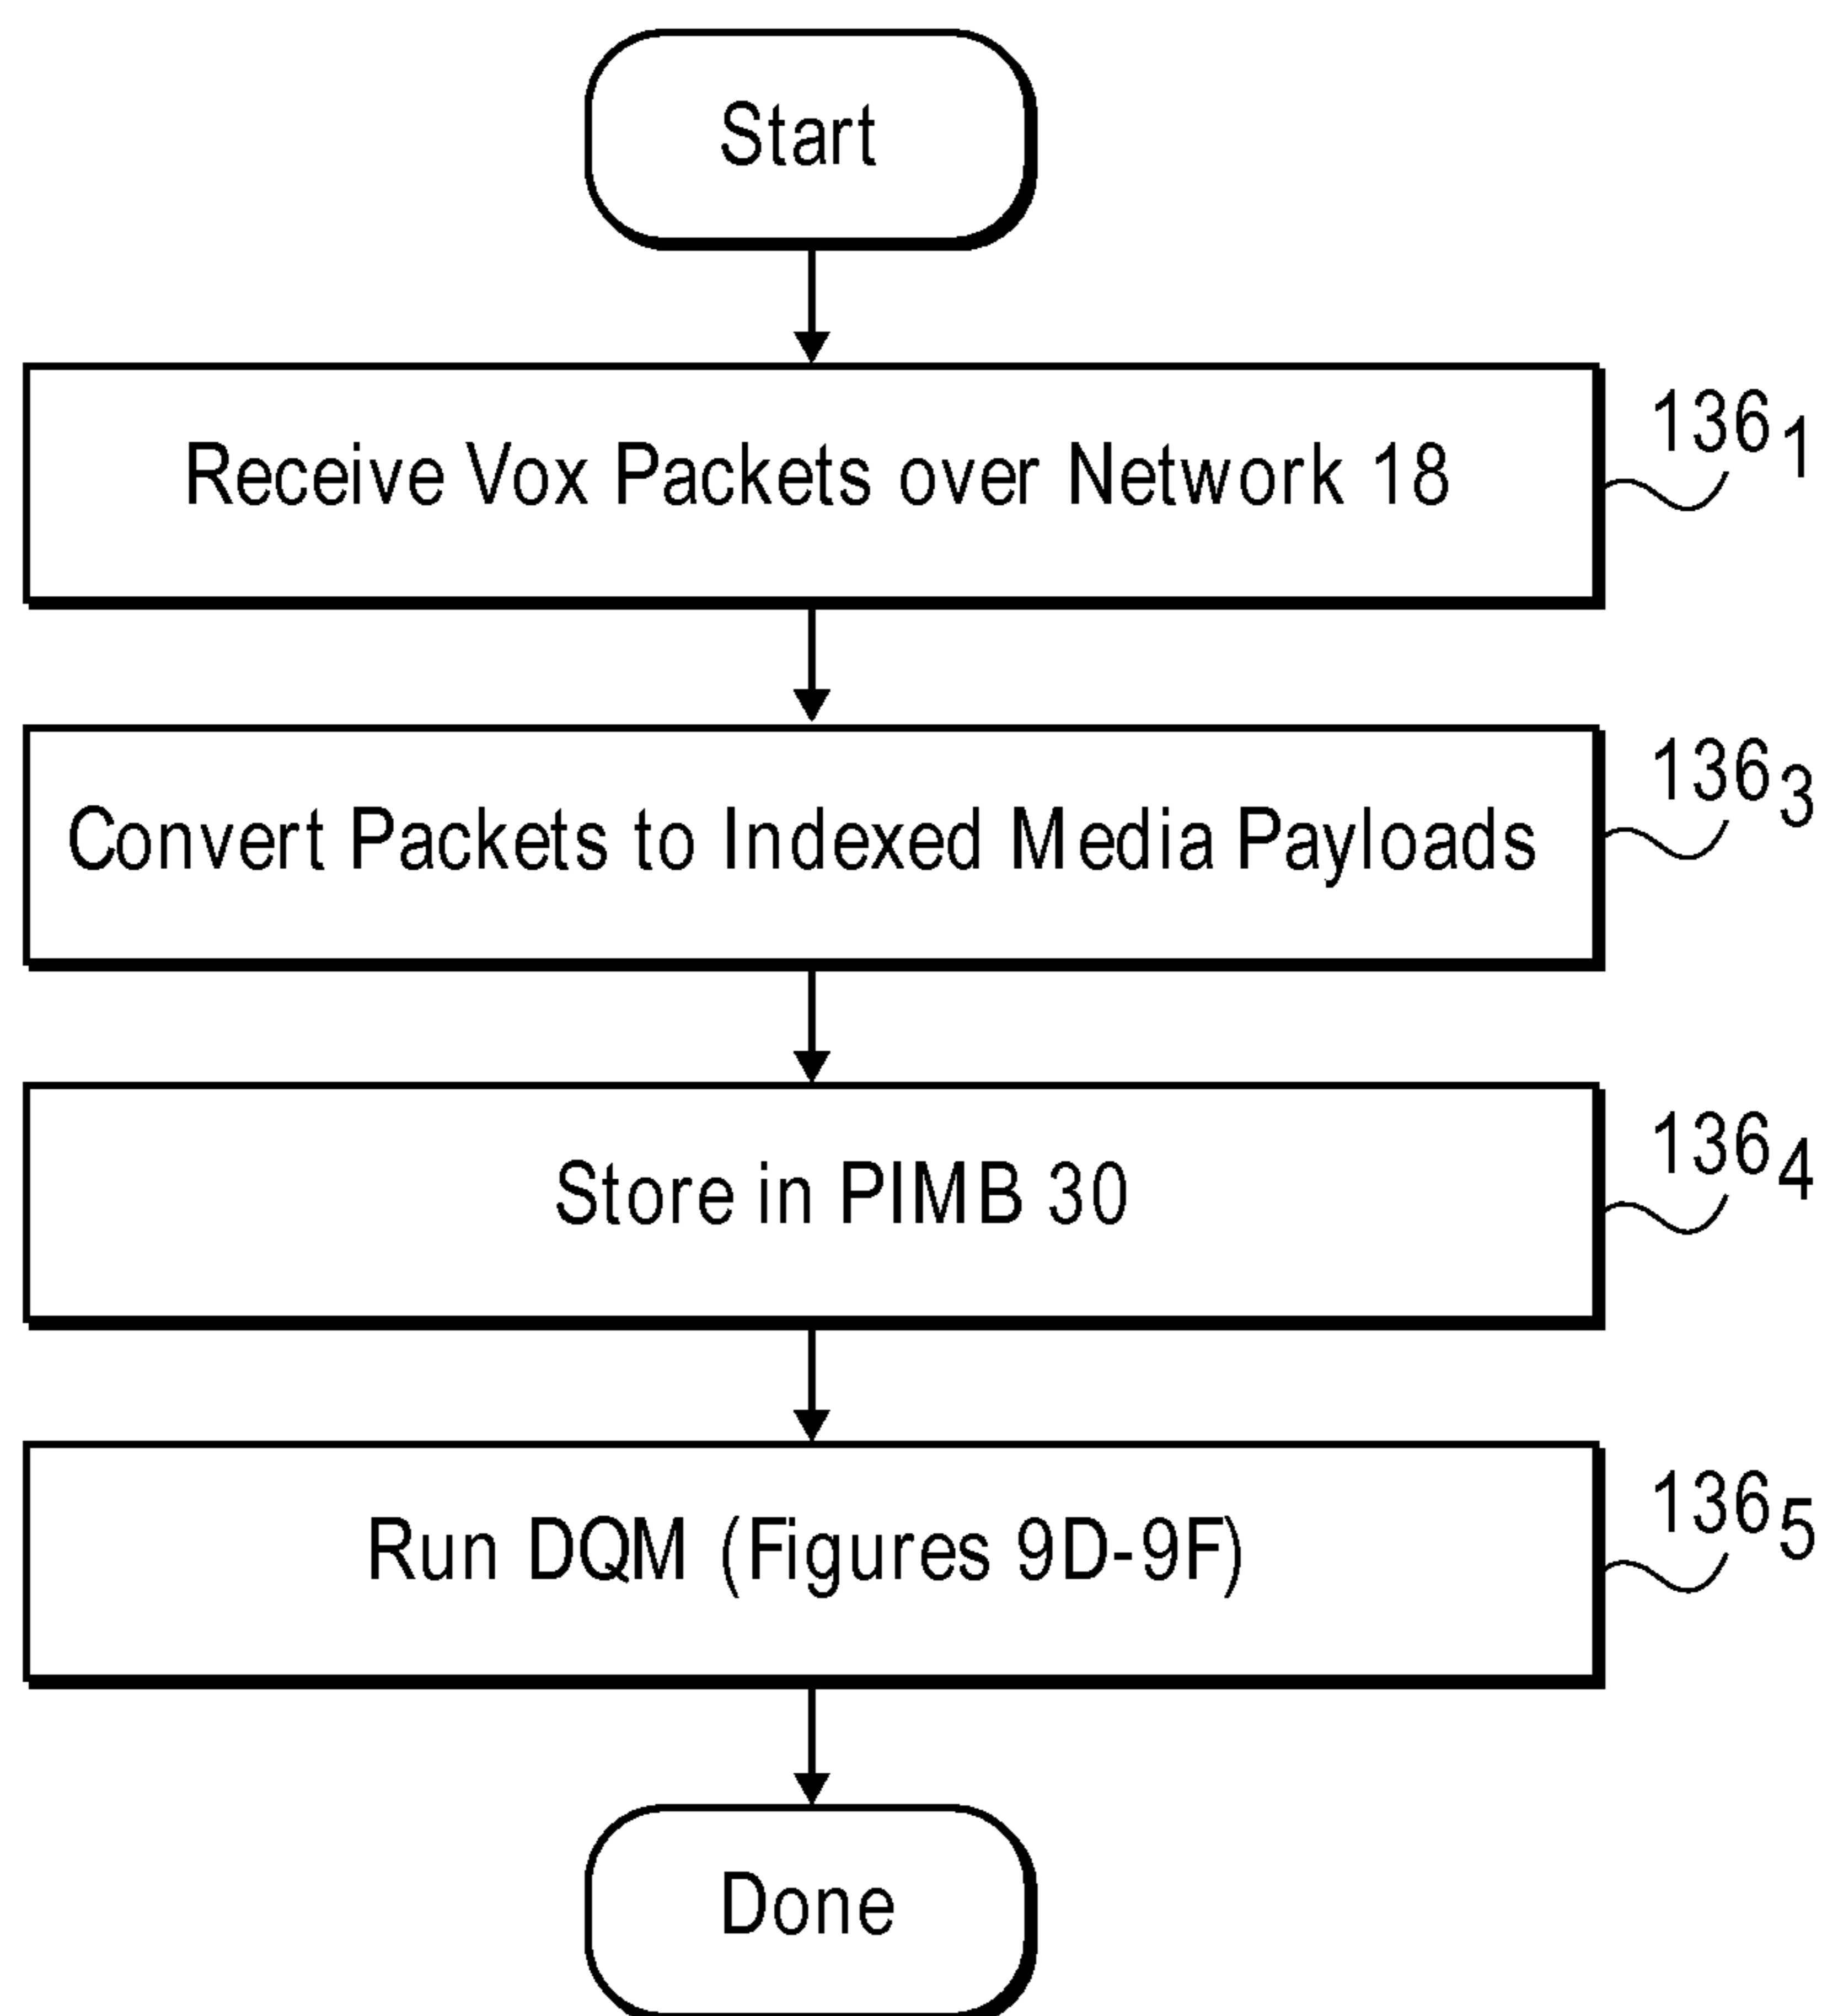 Start
Receive Vox Packets over Network 18
136₁
Convert Packets to Indexed Media Payloads
136₃
Store in PIMB 30
136₄
Run DQM (Figures 9D-9F)
136₅
Done